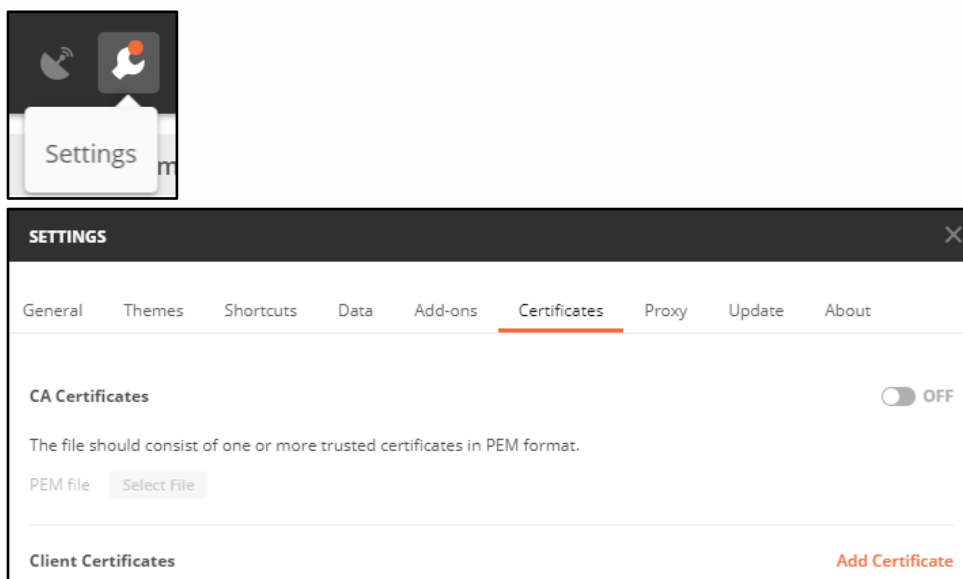 Settings
m
SETTINGS
General Themes Shortcuts Data Add-ons Certificates Proxy Update About
CA Certificates OFF
The file should consist of one or more trusted certificates in PEM format.
PEM file Select File
Client Certificates Add Certificate